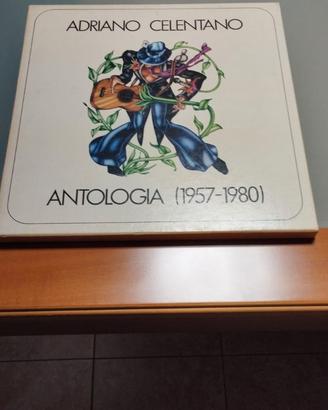 ADRIANO CELENTANO
ANTOLOGIA (1957-1980)